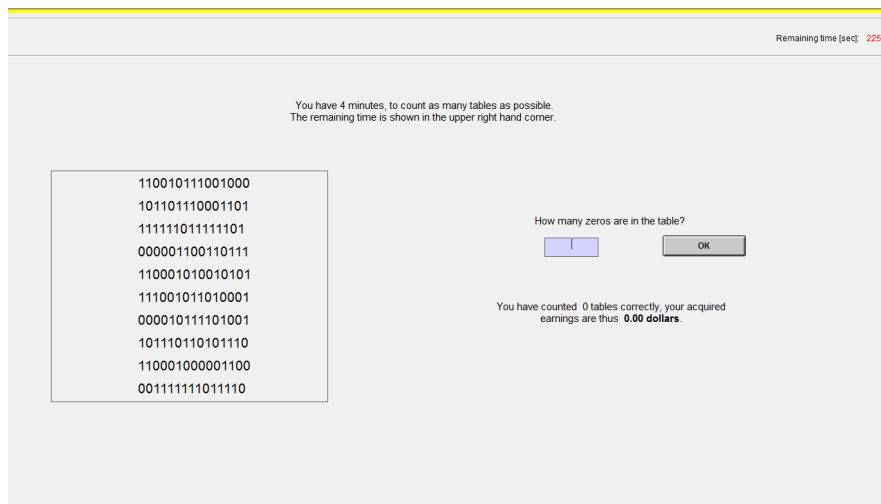 Remaining time [sec]: 225
You have 4 minutes, to count as many tables as possible.
The remaining time is shown in the upper right hand corner.
110010111001000
101101110001101
111111011111101
000001100110111
110001010010101
111001011010001
000010111101001
101110110101110
110001000001100
001111111011110
How many zeros are in the table?
OK
You have counted 0 tables correctly, your acquired
earnings are thus 0.00 dollars.